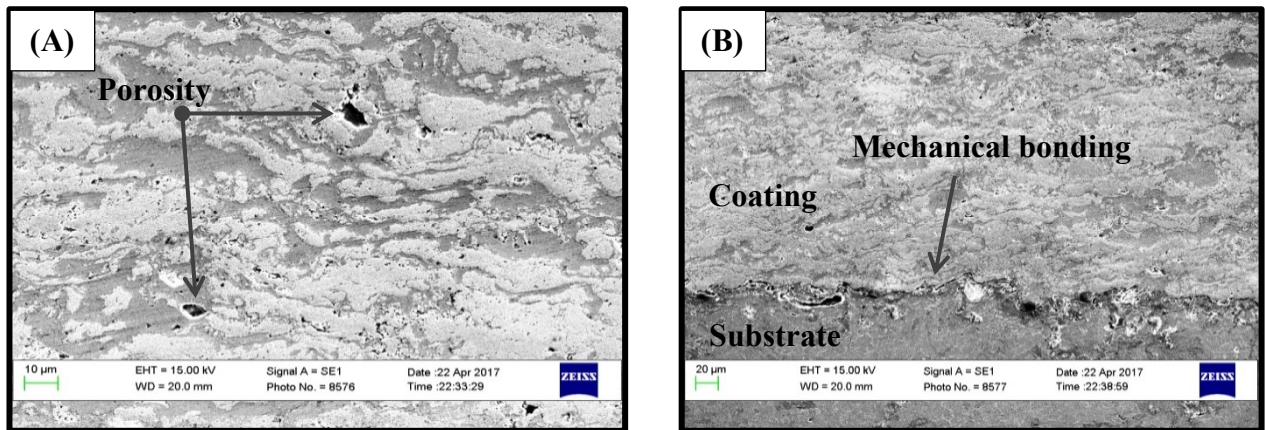 (A)
Porosity
10 µm
EHT = 15.00 kV
WD = 20.0 mm
Signal A = SE1
Photo No. = 8576
Date :22 Apr 2017
Time :22:33:29
ZEISS
(B)
Mechanical bonding
Coating
Substrate
20 µm
EHT = 15.00 kV
WD = 20.0 mm
Signal A = SE1
Photo No. = 8577
Date :22 Apr 2017
Time :22:38:59
ZEISS